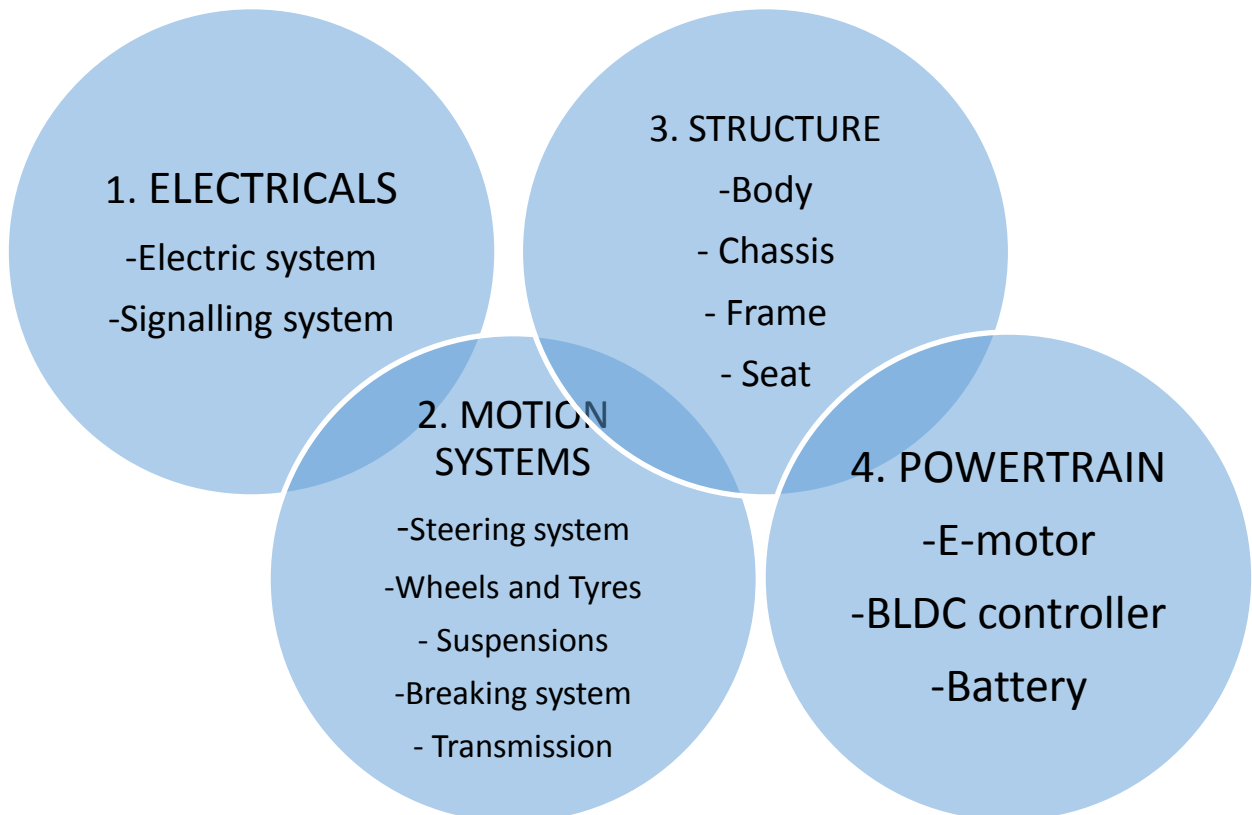 1. ELECTRICALS
-Electric system
-Signalling system
2. MOTION
SYSTEMS
-Steering system
-Wheels and Tyres
- Suspensions
-Breaking system
- Transmission
3. STRUCTURE
-Body
- Chassis
- Frame
- Seat
4. POWERTRAIN
-E-motor
-BLDC controller
-Battery